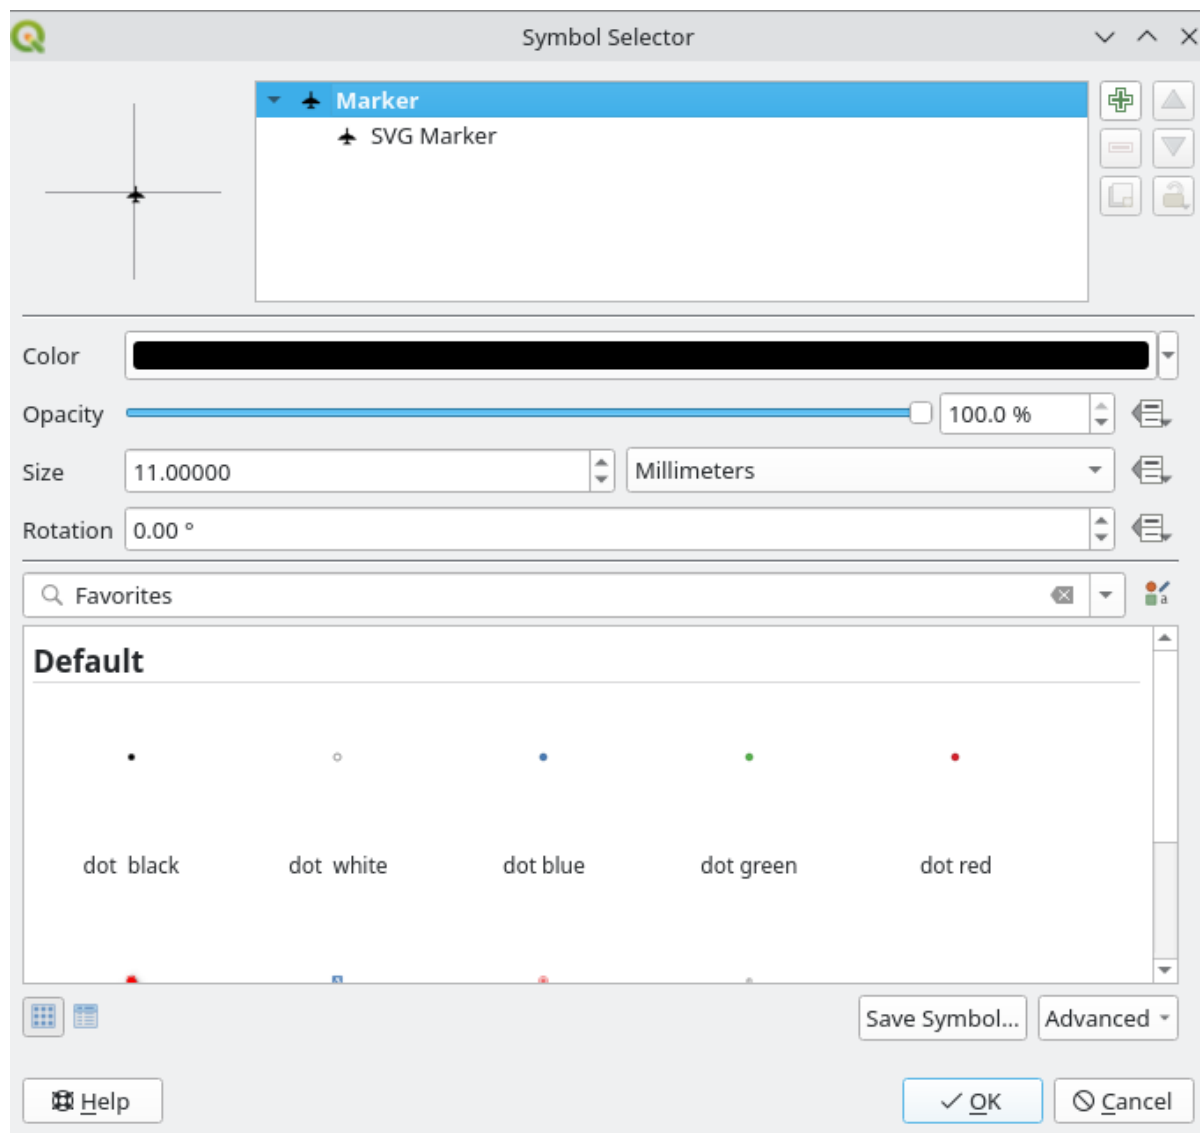 Symbol Selector
Marker
SVG Marker
Color
Opacity 100.0 %
Size 11.00000 Millimeters
Rotation 0.00 °
Favorites
Default
dot black dot white dot blue dot green dot red
Save Symbol... Advanced
Help OK Cancel